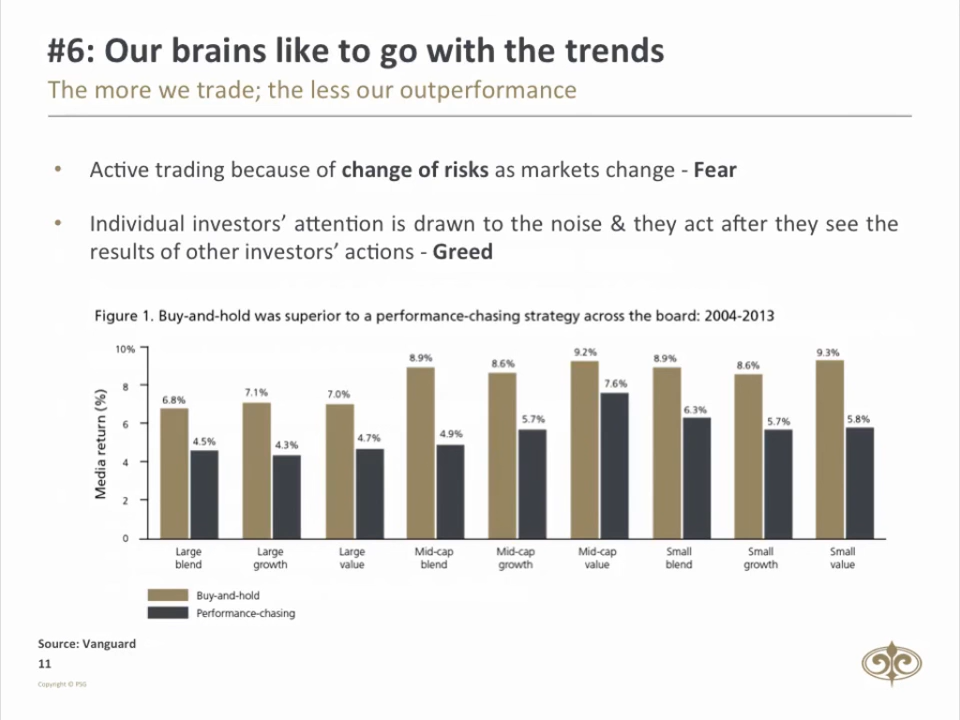 #6: Our brains like to go with the trends
The more we trade; the less our outperformance
• Active trading because of change of risks as markets change - Fear
• Individual investors’ attention is drawn to the noise & they act after they see the
results of other investors’ actions - Greed
Figure 1. Buy-and-hold was superior to a performance-chasing strategy across the board: 2004-2013
Media return (%)
10%
8
6
4
2
0
6.8% 4.5% 7.1% 4.3% 7.0% 4.7% 8.9% 4.9% 8.6% 5.7% 9.2% 7.6% 8.9% 6.3% 8.6% 5.7% 9.3% 5.8%
Large Large Large Mid-cap Mid-cap Mid-cap Small Small Small
blend growth value blend growth value blend growth value
Buy-and-hold
Performance-chasing
Source: Vanguard
11
Copyright © PSG